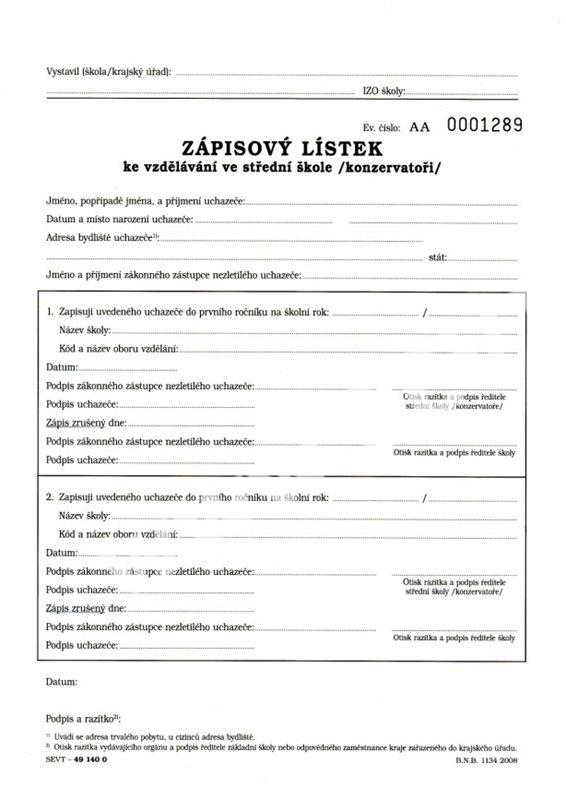 Vystavil (škola/krajský úřad):
IZO školy:
Ev. číslo: AA 0001289
ZÁPISOVÝ LÍSTEK
ke vzdělávání ve střední škole /konzervatoři/
Jméno, popřípadě jména, a příjmení uchazeče:
Datum a místo narození uchazeče:
Adresa bydliště uchazeče¹⁾:
stát:
Jméno a příjmení zákonného zástupce nezletilého uchazeče:
1. Zapisuji uvedeného uchazeče do prvního ročníku na školní rok: /
Název školy:
Kód a název oboru vzdělání:
Datum:
Podpis zákonného zástupce nezletilého uchazeče:
Otisk razítka a podpis ředitele
Podpis uchazeče:
střední školy /konzervatoře/
Zápis zrušený dne:
Podpis zákonného zástupce nezletilého uchazeče:
Otisk razítka a podpis ředitele školy
Podpis uchazeče:
2. Zapisuji uvedeného uchazeče do prvního ročníku na školní rok: /
Název školy:
Kód a název oboru vzdělání:
Datum:
Podpis zákonného zástupce nezletilého uchazeče:
Otisk razítka a podpis ředitele
Podpis uchazeče:
střední školy /konzervatoře/
Zápis zrušený dne:
Podpis zákonného zástupce nezletilého uchazeče:
Otisk razítka a podpis ředitele školy
Podpis uchazeče:
Datum:
Podpis a razítko²⁾:
¹⁾ Uvádí se adresa trvalého pobytu, u cizinců adresa bydliště.
²⁾ Otisk razítka vydávajícího orgánu a podpis ředitele základní školy nebo odpovědného zaměstnance kraje zařazeného do krajského úřadu.
SEVT – 49 140 0
B.N.B. 1134 2008